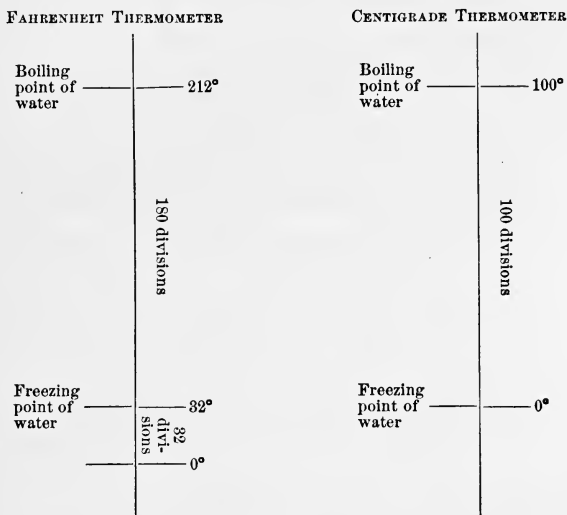 FAHRENHEIT THERMOMETER
Boiling
point of
water
212°
180 divisions
Freezing
point of
water
32°
32
divi-
sions
0°
CENTIGRADE THERMOMETER
Boiling
point of
water
100°
100 divisions
Freezing
point of
water
0°